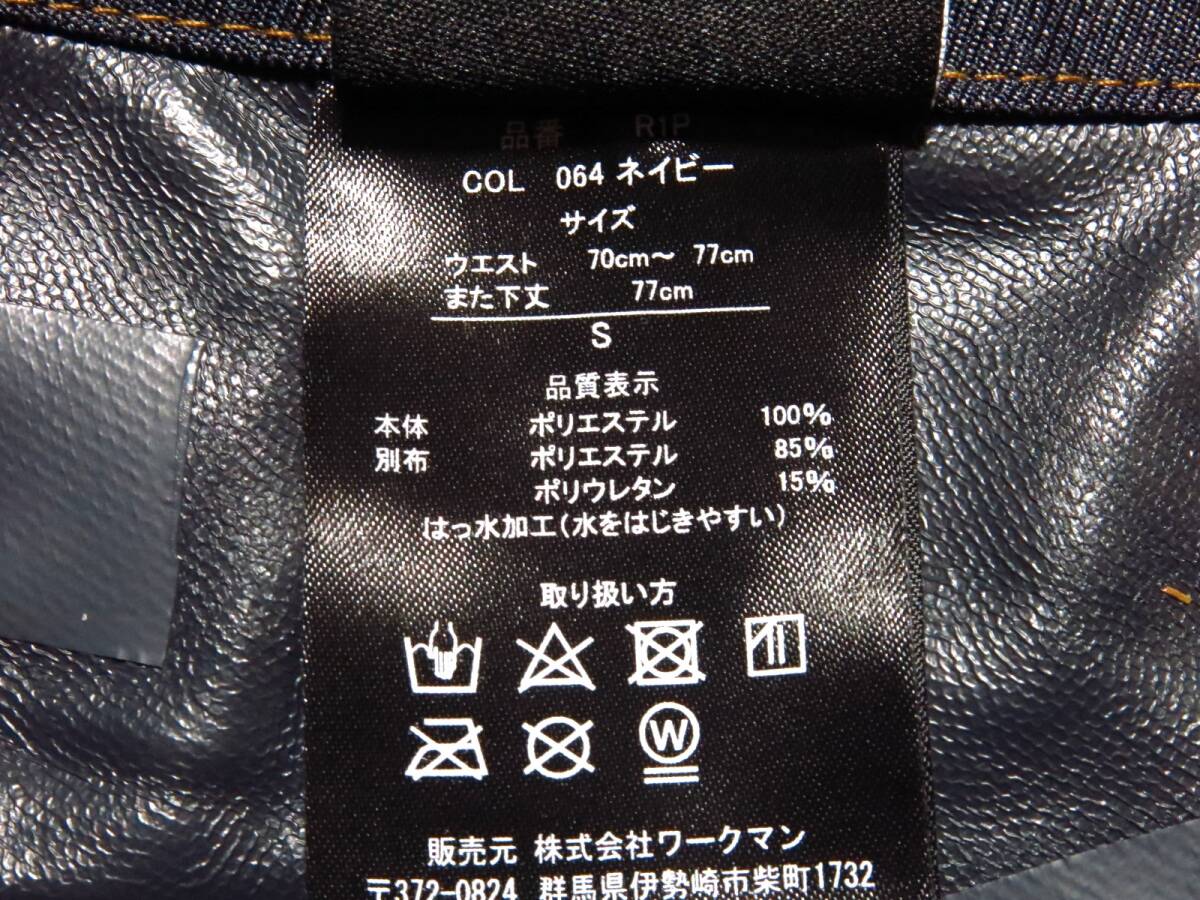 品番 R1P
COL 064 ネイビー
サイズ
ウエスト 70cm～ 77cm
また下丈 77cm
S
品質表示
本体 ポリエステル 100%
別布 ポリエステル 85%
ポリウレタン 15%
はっ水加工(水をはじきやすい)
取り扱い方
W
販売元 株式会社ワークマン
〒372-0824 群馬県伊勢崎市柴町1732